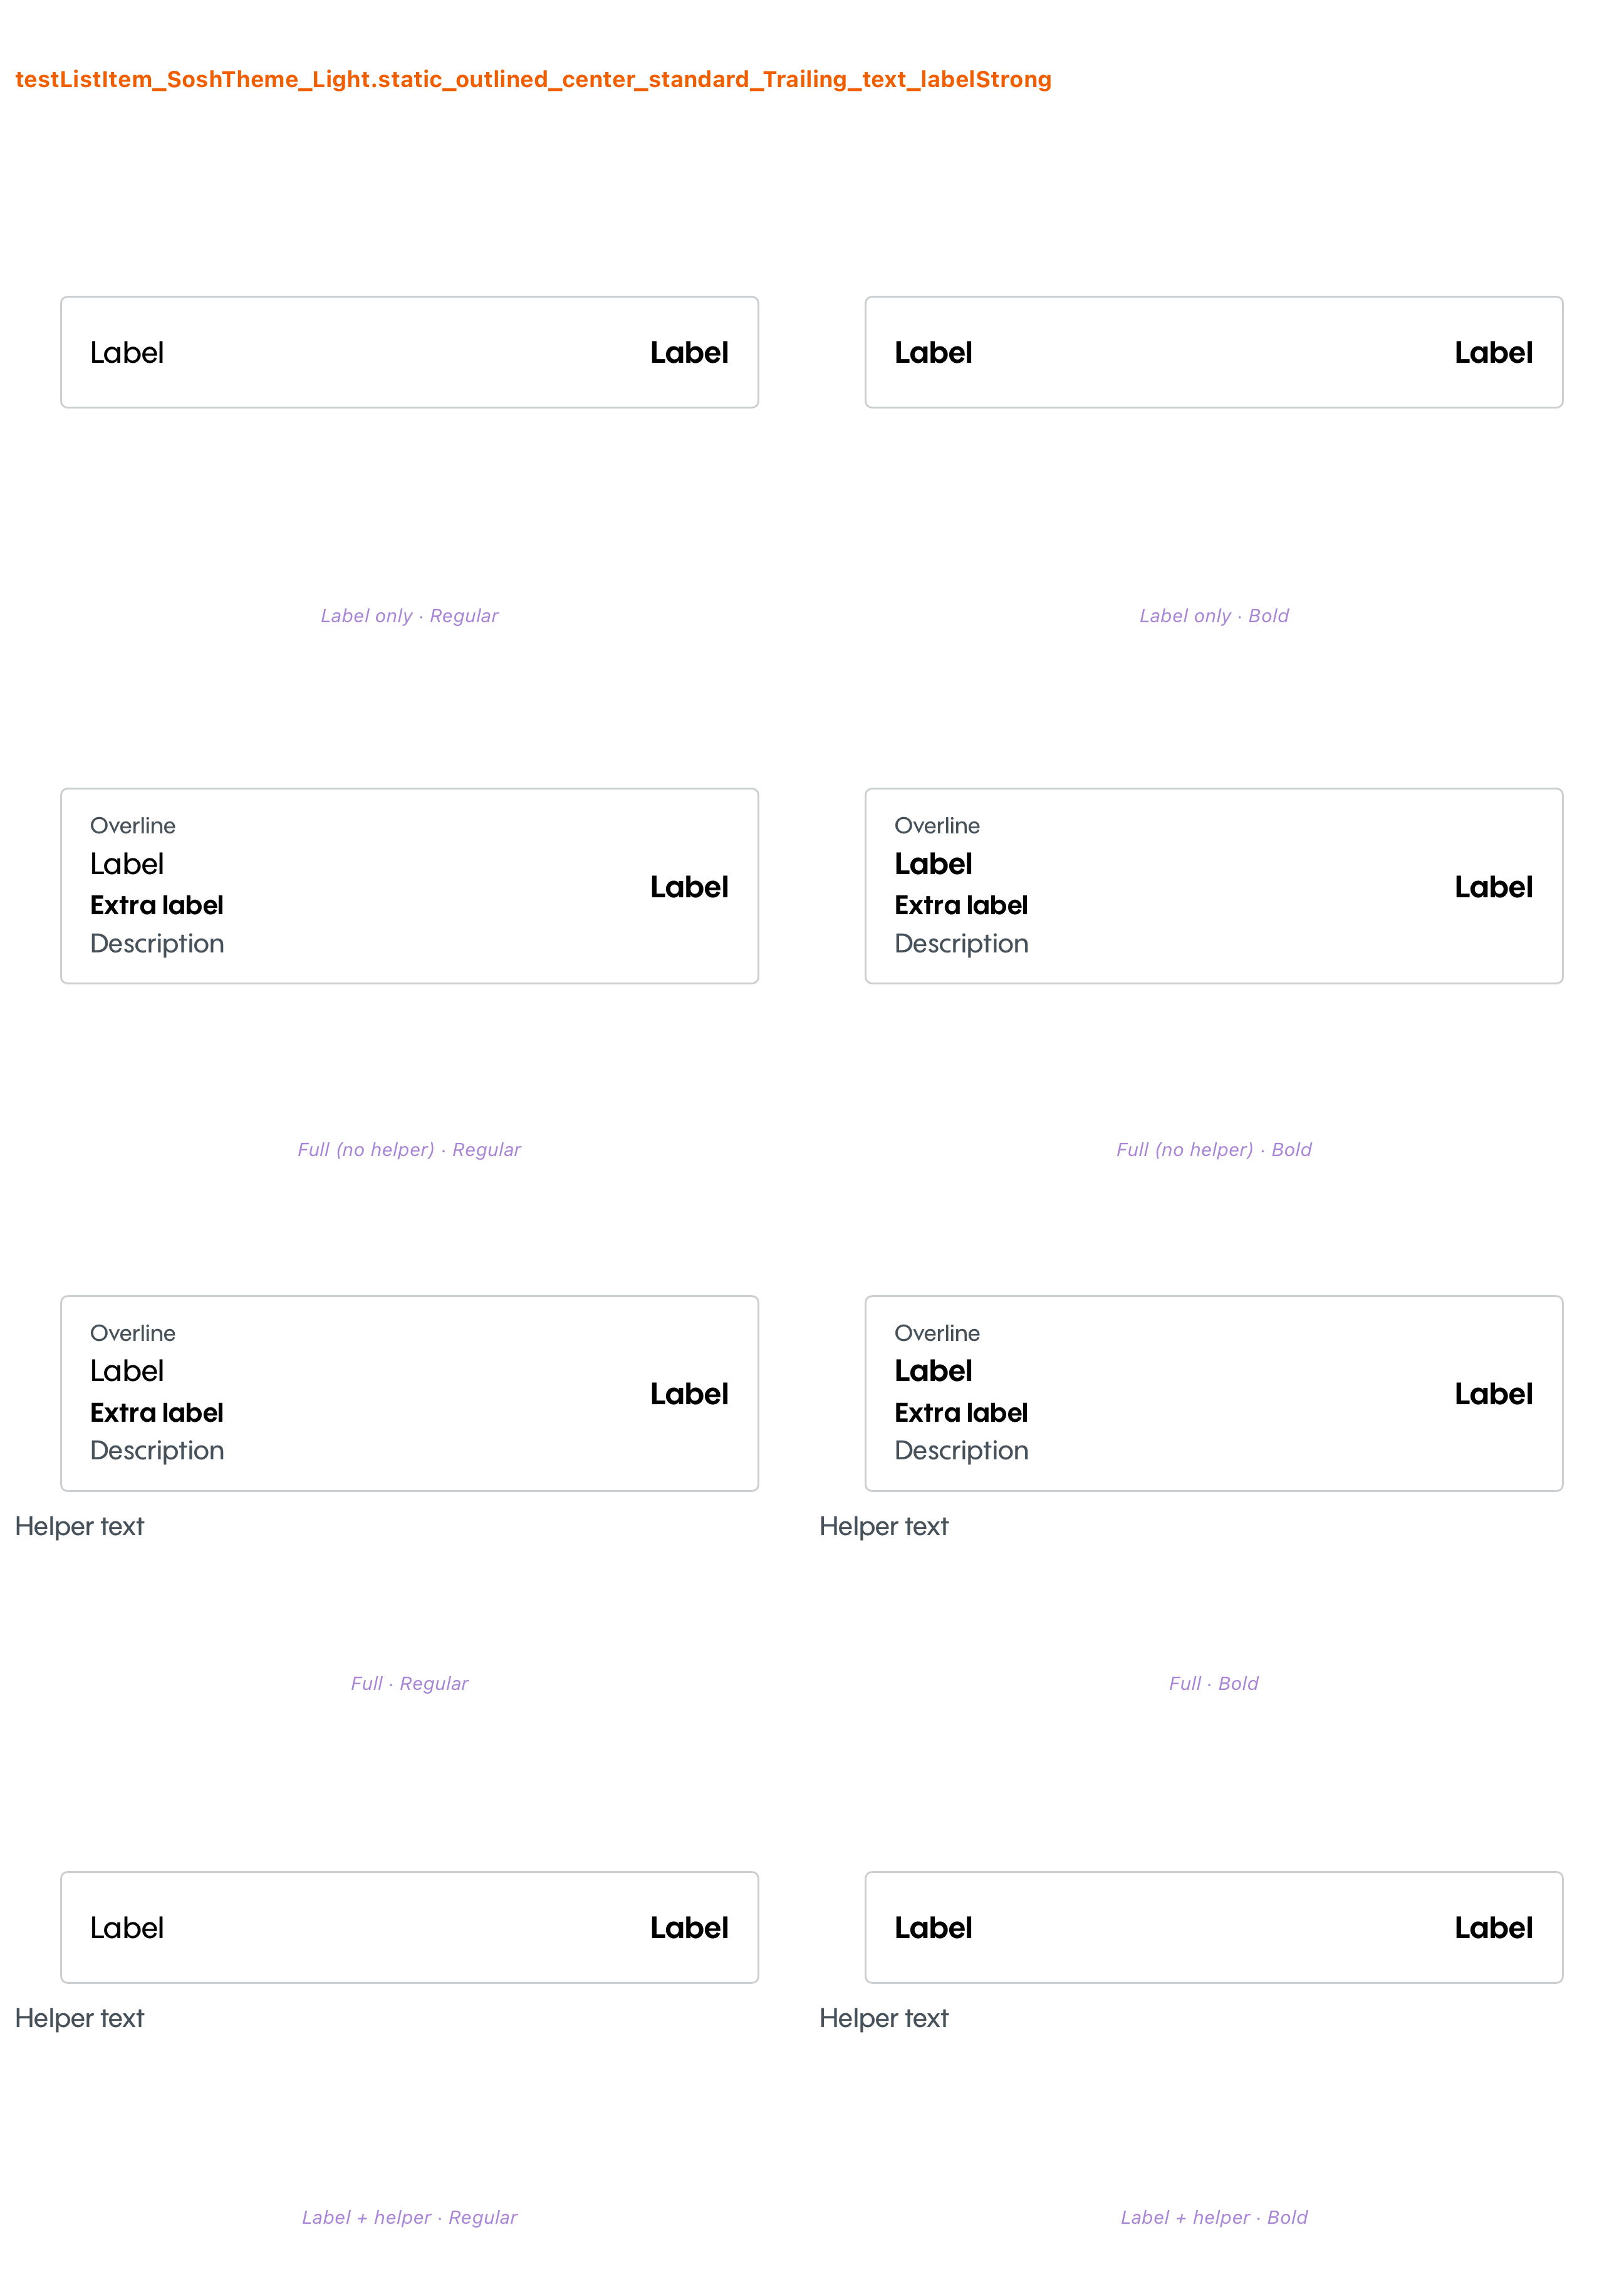 testListItem_SoshTheme_Light.static_outlined_center_standard_Trailing_text_labelStrong
Label Label
Label Label
Label only · Regular
Label only · Bold
Overline
Label
Extra label
Description
Label
Overline
Label
Extra label
Description
Label
Full (no helper) · Regular
Full (no helper) · Bold
Overline
Label
Extra label
Description
Label
Helper text
Overline
Label
Extra label
Description
Label
Helper text
Full · Regular
Full · Bold
Label Label
Helper text
Label Label
Helper text
Label + helper · Regular
Label + helper · Bold